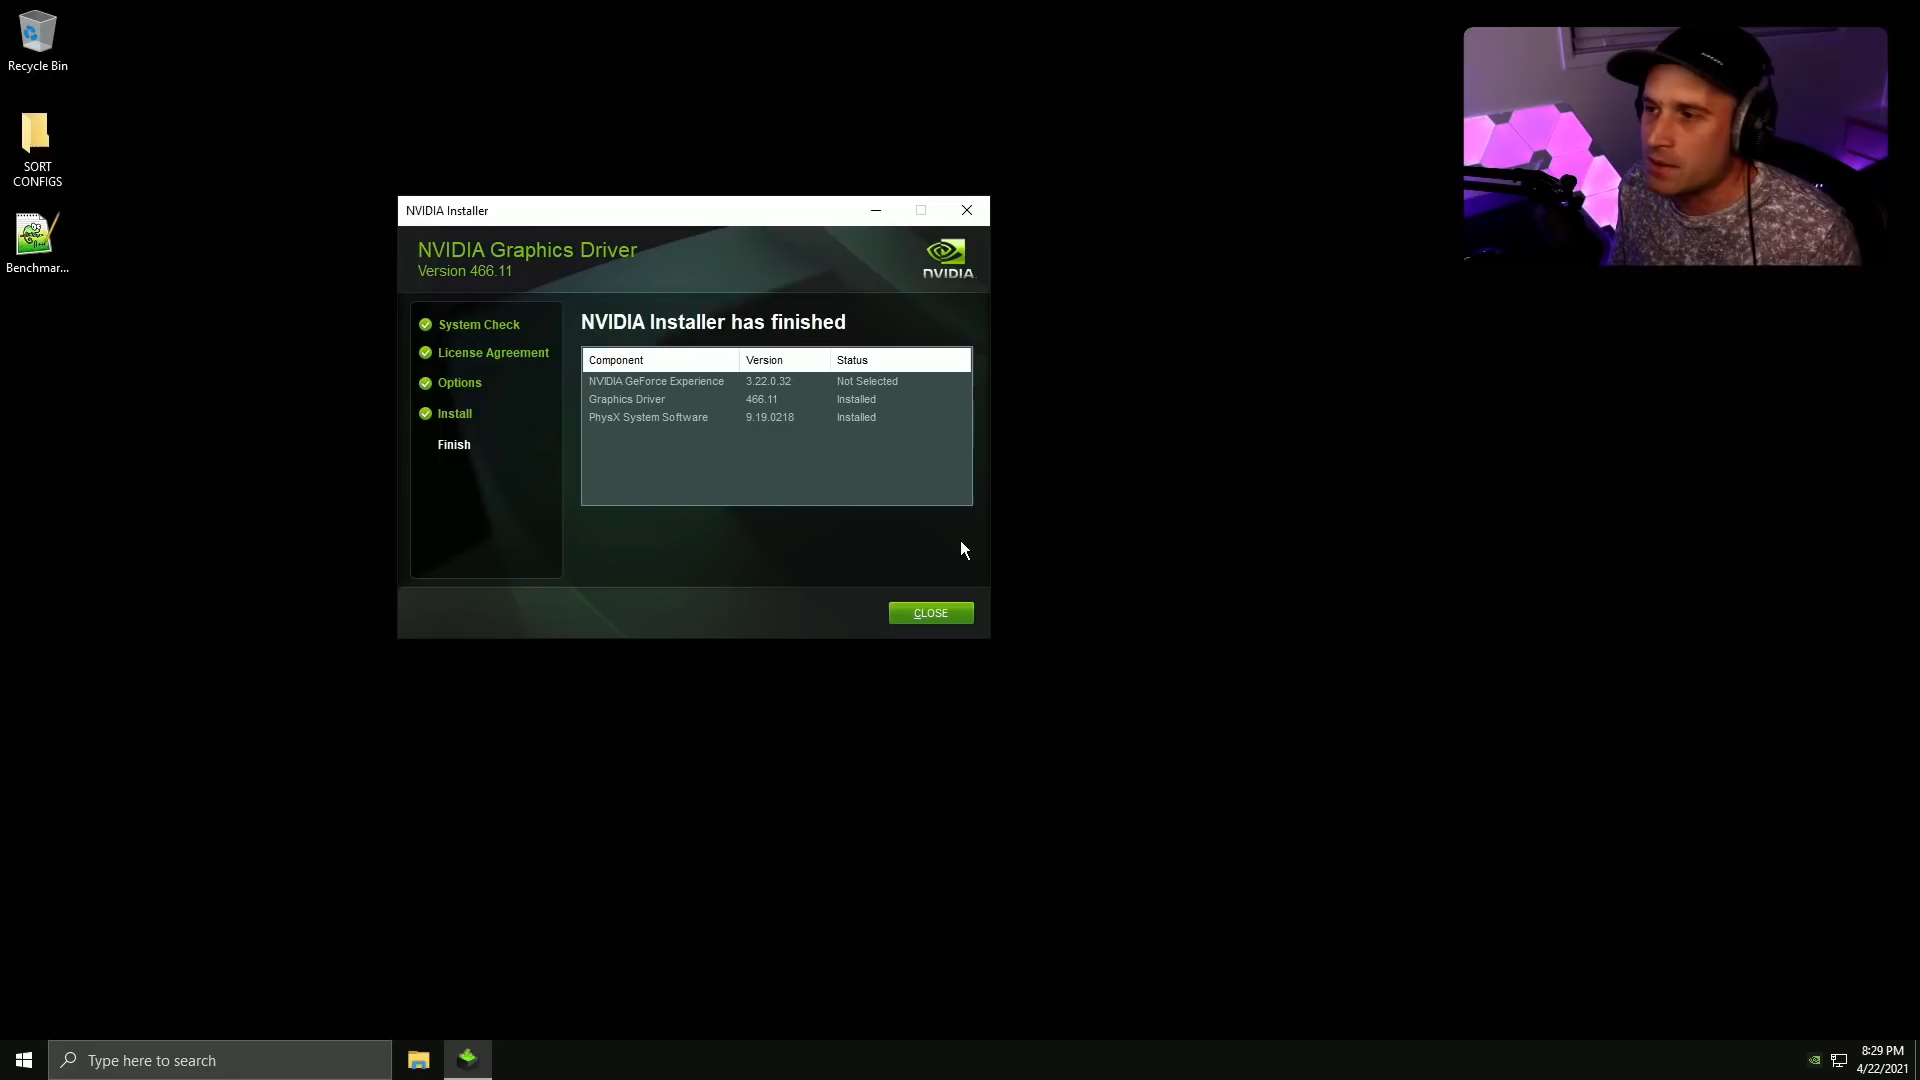 Recycle Bin
SORT
CONFIGS
Benchmar...
NVIDIA Installer
NVIDIA Graphics Driver
Version 466.11
NVIDIA
System Check
License Agreement
Options
Install
Finish
NVIDIA Installer has finished
Component Version Status
NVIDIA GeForce Experience 3.22.0.32 Not Selected
Graphics Driver 466.11 Installed
PhysX System Software 9.19.0218 Installed
CLOSE
Type here to search
8:29 PM
4/22/2021